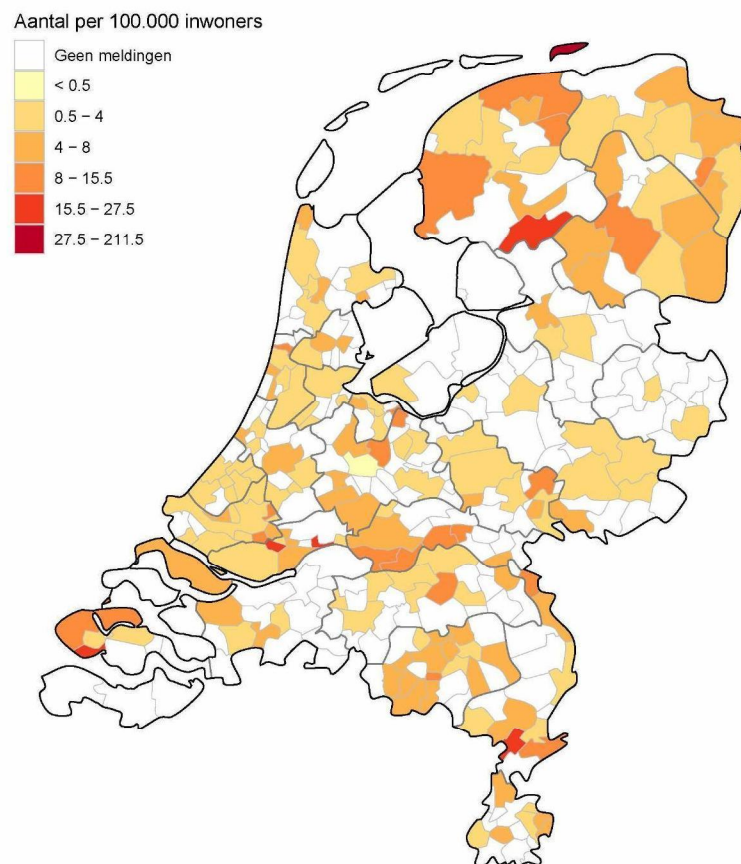 Aantal per 100.000 inwoners
Geen meldingen
< 0.5
0.5 − 4
4 − 8
8 − 15.5
15.5 − 27.5
27.5 − 211.5